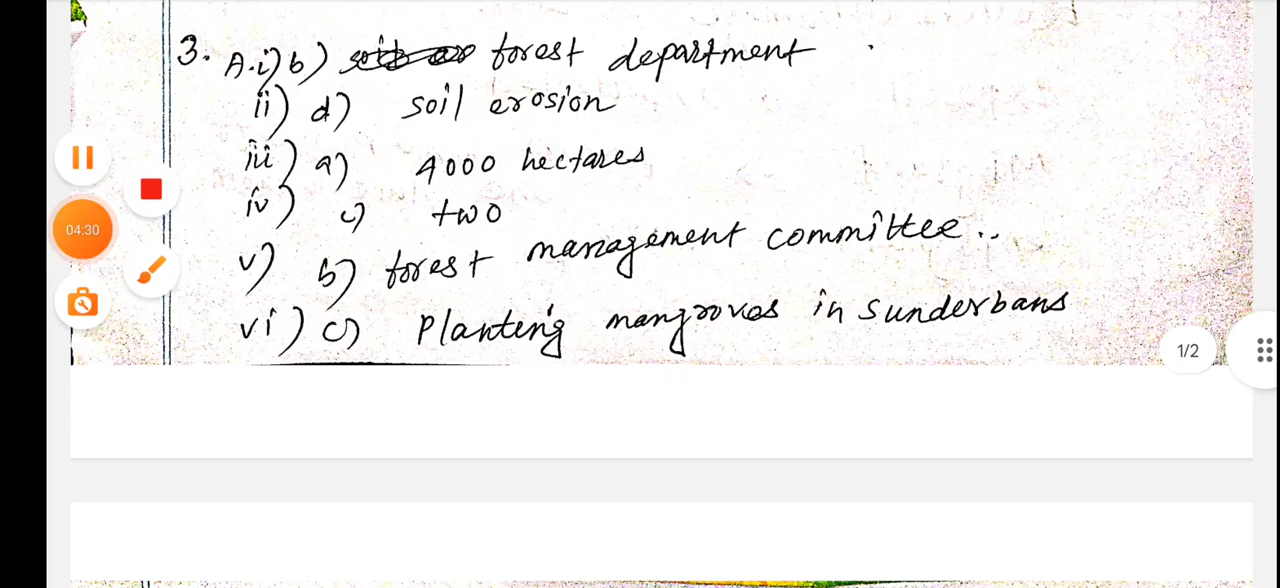 3. A.i) b) forest department
ii) d) soil erosion
iii) a) 4000 hectares
iv) c) two
v) b) forest management committee..
vi) c) Planting mangroves in Sunderbans
04:30
1/2